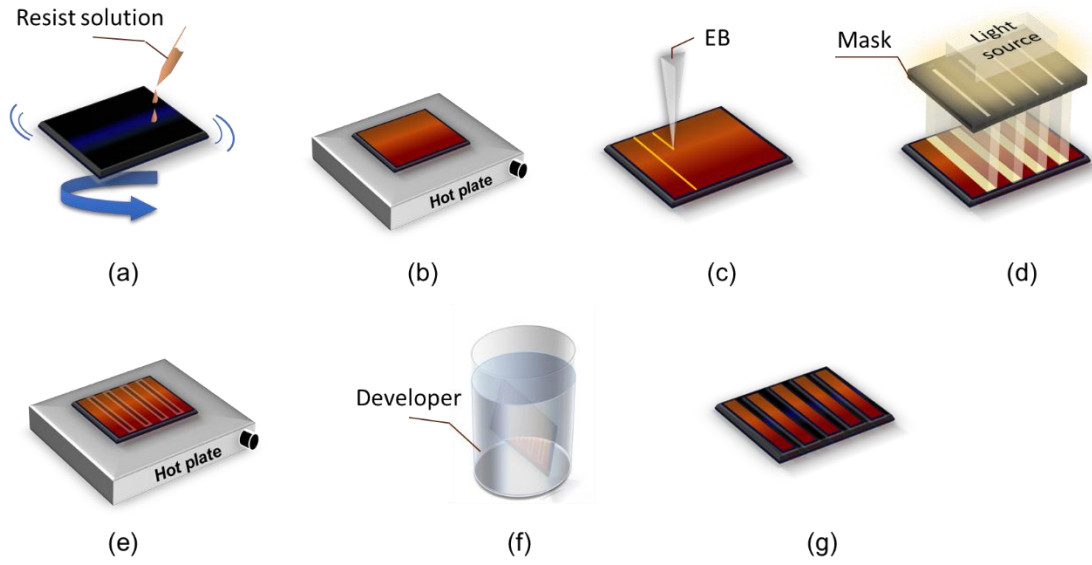 Resist solution
EB
Mask
Light
source
Hot plate
(a)
(b)
(c)
(d)
Developer
Hot plate
(e)
(f)
(g)